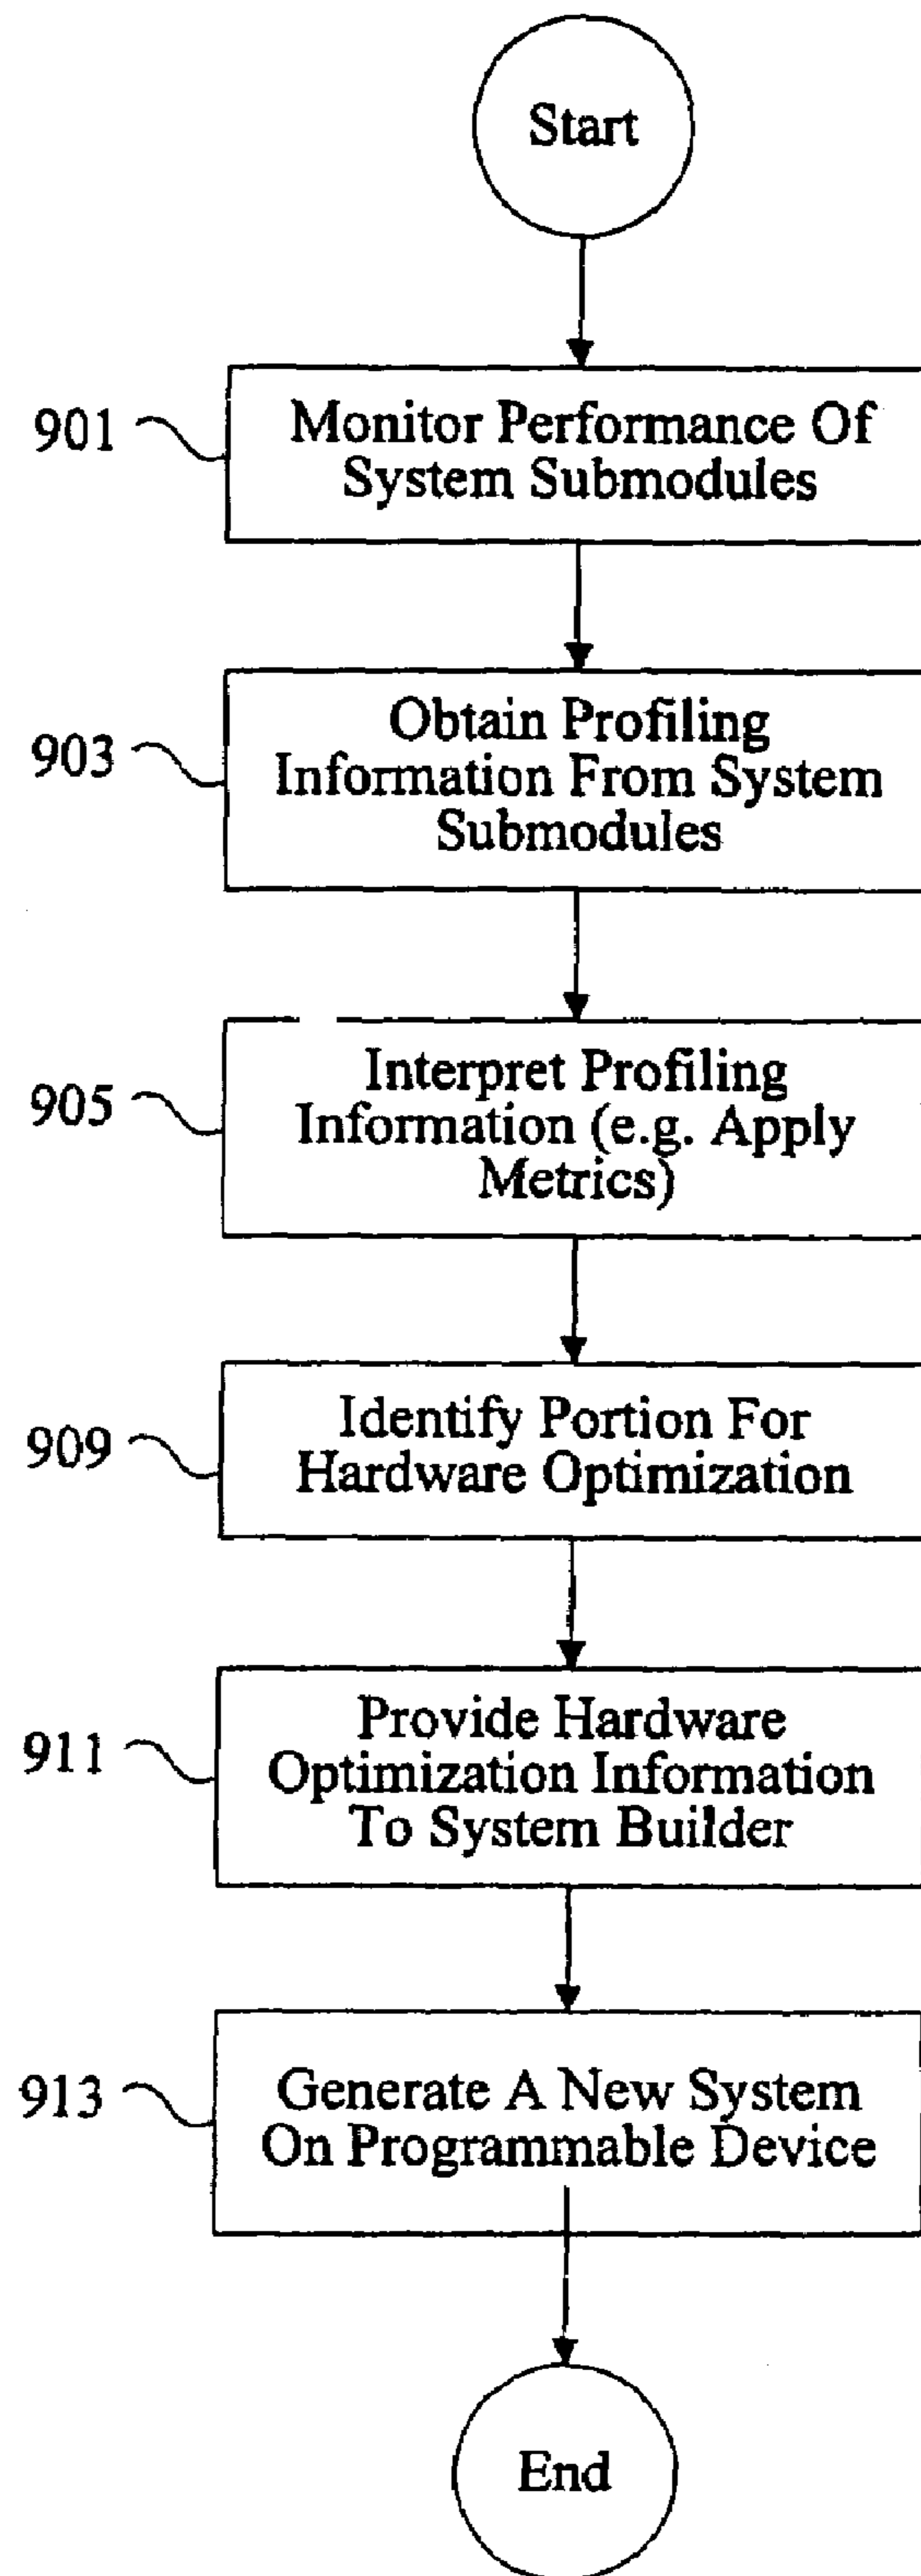 Start
901
Monitor Performance Of
System Submodules
903
Obtain Profiling
Information From System
Submodules
905
Interpret Profiling
Information (e.g. Apply
Metrics)
909
Identify Portion For
Hardware Optimization
911
Provide Hardware
Optimization Information
To System Builder
913
Generate A New System
On Programmable Device
End